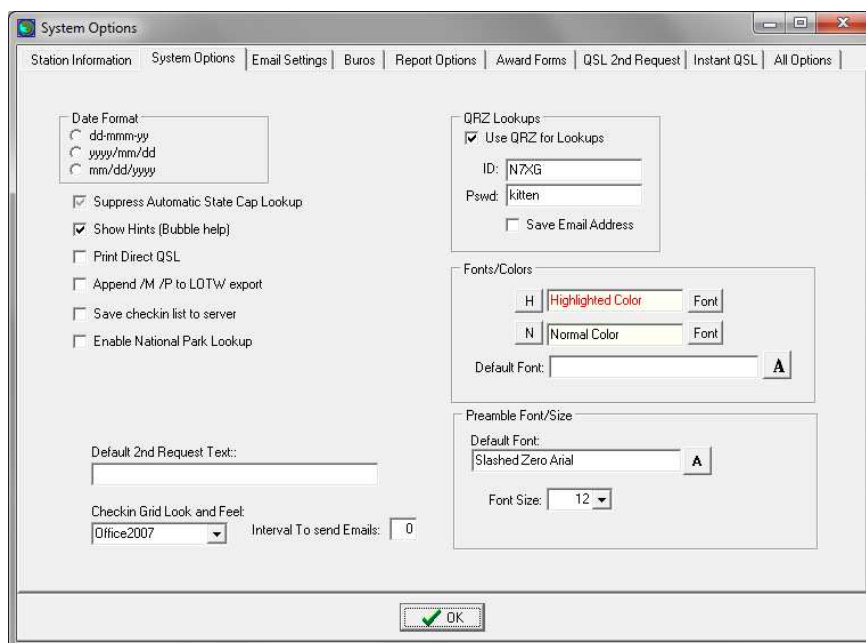 System Options
Station Information System Options Email Settings Buros Report Options Award Forms QSL 2nd Request Instant QSL All Options
Date Format
dd-mmm-yy
yyyy/mm/dd
mm/dd/yyyy
Suppress Automatic State Cap Lookup
Show Hints (Bubble help)
Print Direct QSL
Append /M /P to LOTW export
Save checkin list to server
Enable National Park Lookup
Default 2nd Request Text::
Checkin Grid Look and Feel:
Office2007
Interval To send Emails: 0
QRZ Lookups
Use QRZ for Lookups
ID: N7XG
Pswd: kitten
Save Email Address
Fonts/Colors
H Highlighted Color Font
N Normal Color Font
Default Font: A
Preamble Font/Size
Default Font:
Slashed Zero Arial A
Font Size: 12
OK